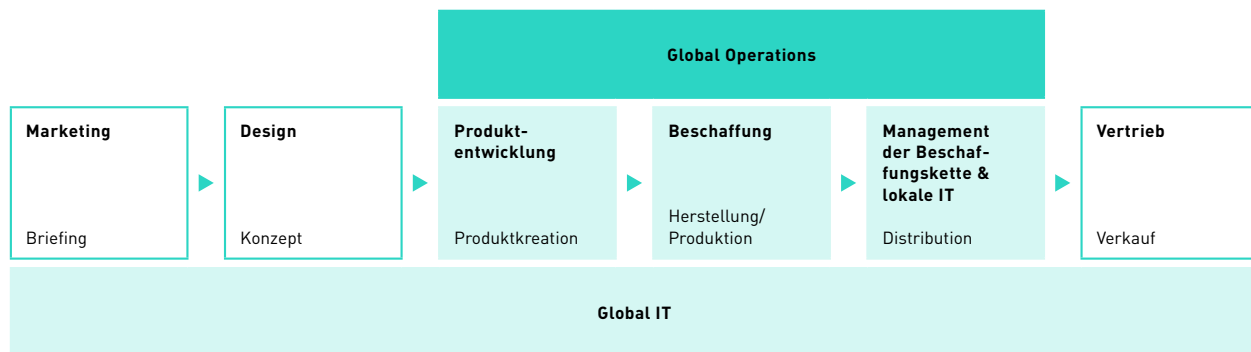 Global Operations
Marketing
Briefing
Design
Konzept
Produkt-
entwicklung
Produktkreation
Beschaffung
Herstellung/
Produktion
Management
der Beschaf-
fungskette &
lokale IT
Distribution
Vertrieb
Verkauf
Global IT